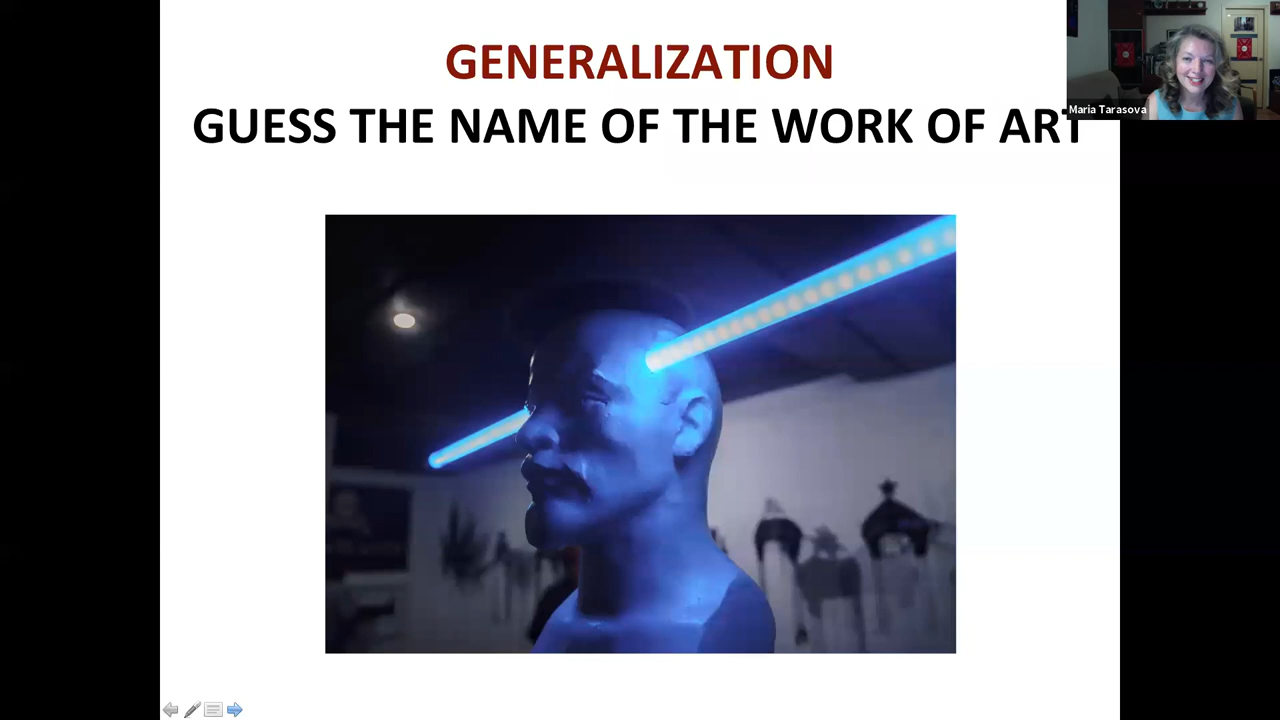 GENERALIZATION
GUESS THE NAME OF THE WORK OF ART
Maria Tarasova